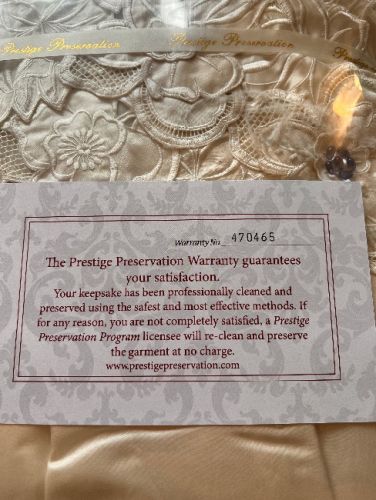 Prestige Preservation
Prestige Preservation
Warranty No. 470465
The Prestige Preservation Warranty guarantees
your satisfaction.
Your keepsake has been professionally cleaned and
preserved using the safest and most effective methods. If
for any reason, you are not completely satisfied, a Prestige
Preservation Program licensee will re-clean and preserve
the garment at no charge.
www.prestigepreservation.com